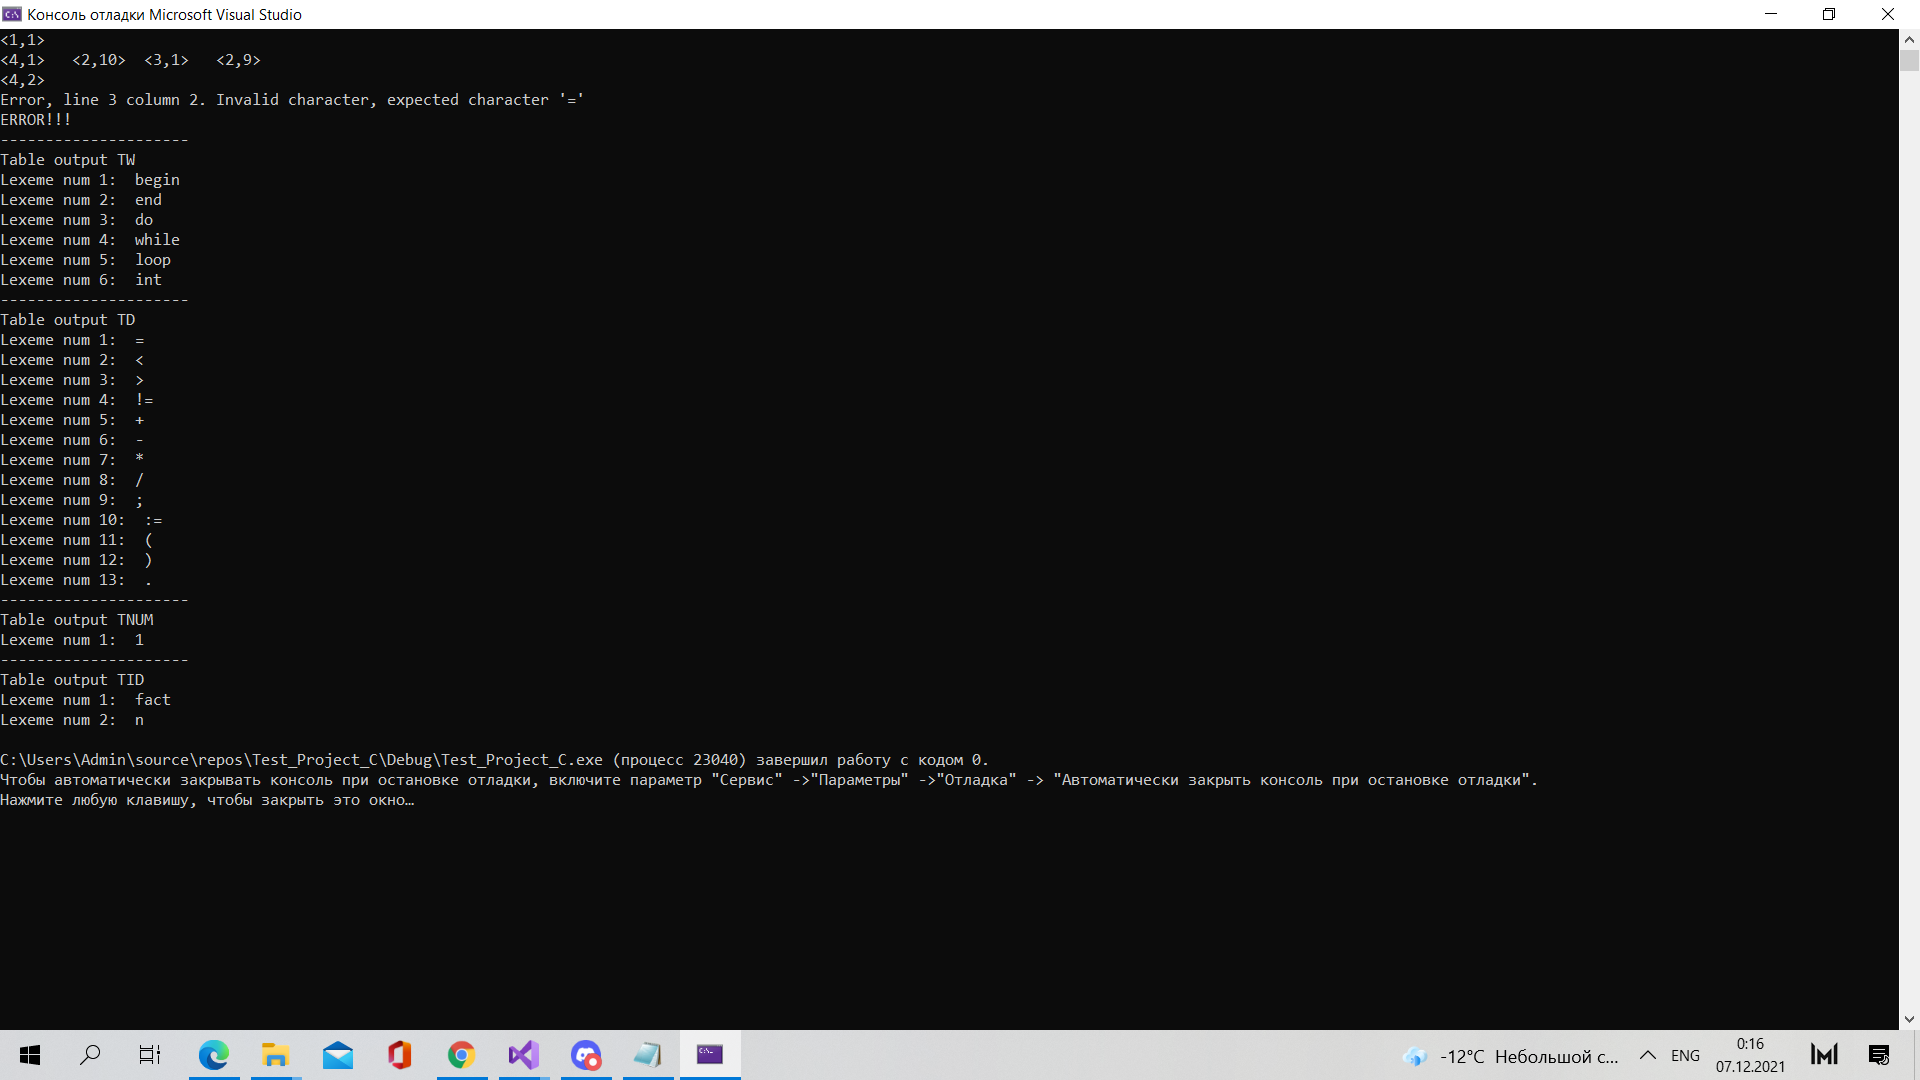 Консоль отладки Microsoft Visual Studio
<1,1>
<4,1>   <2,10>  <3,1>   <2,9>
<4,2>
Error, line 3 column 2. Invalid character, expected character '='
ERROR!!!
---------------------
Table output TW
Lexeme num 1:  begin
Lexeme num 2:  end
Lexeme num 3:  do
Lexeme num 4:  while
Lexeme num 5:  loop
Lexeme num 6:  int
---------------------
Table output TD
Lexeme num 1:  =
Lexeme num 2:  <
Lexeme num 3:  >
Lexeme num 4:  !=
Lexeme num 5:  +
Lexeme num 6:  -
Lexeme num 7:  *
Lexeme num 8:  /
Lexeme num 9:  ;
Lexeme num 10:  :=
Lexeme num 11:  (
Lexeme num 12:  )
Lexeme num 13:  .
---------------------
Table output TNUM
Lexeme num 1:  1
---------------------
Table output TID
Lexeme num 1:  fact
Lexeme num 2:  n
C:\Users\Admin\source\repos\Test_Project_C\Debug\Test_Project_C.exe (процесс 23040) завершил работу с кодом 0.
Чтобы автоматически закрывать консоль при остановке отладки, включите параметр "Сервис" ->"Параметры" ->"Отладка" -> "Автоматически закрыть консоль при остановке отладки".
Нажмите любую клавишу, чтобы закрыть это окно…
-12°C Небольшой с... ENG 0:16
07.12.2021